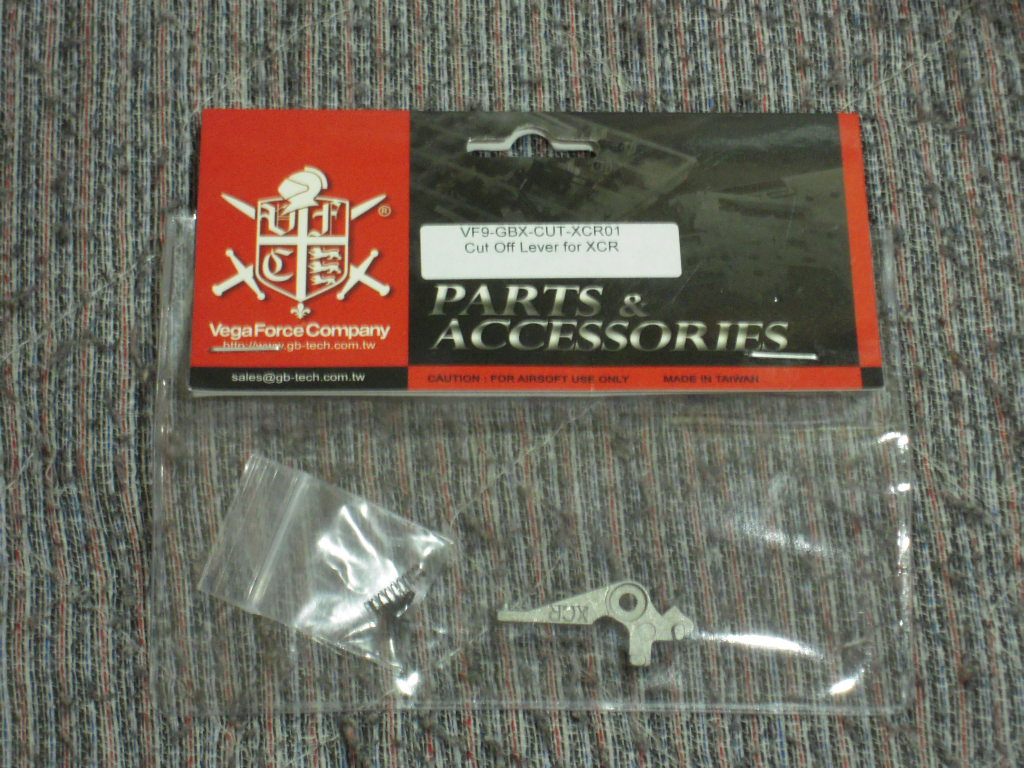 VFC
®
Vega Force Company
http://www.gb-tech.com.tw
sales@gb-tech.com.tw
VF9-GBX-CUT-XCR01
Cut Off Lever for XCR
PARTS &
ACCESSORIES
CAUTION : FOR AIRSOFT USE ONLY MADE IN TAIWAN
XCR